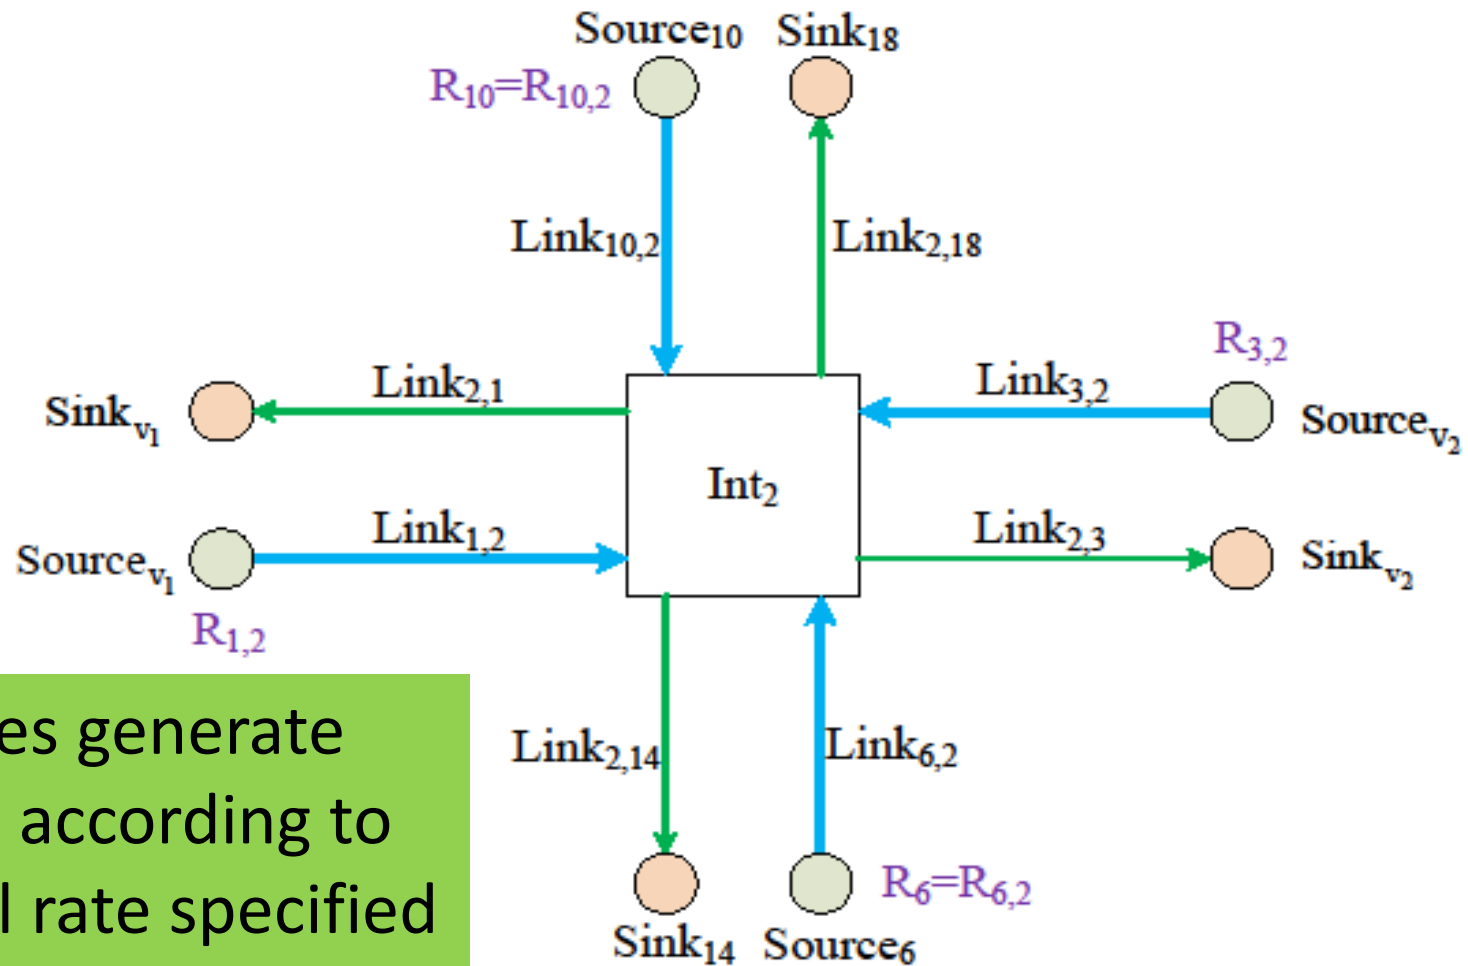 Source₁₀ Sink₁₈
R₁₀=R₁₀,₂
Link₁₀,₂ Link₂,₁₈
R₃,₂
Link₂,₁ Link₃,₂
Sinkᵥ₁ Sourceᵥ₂
Int₂
Link₁,₂ Link₂,₃
Sourceᵥ₁ Sinkᵥ₂
R₁,₂
es generate
according to
l rate specified
Link₂,₁₄ Link₆,₂
R₆=R₆,₂
Sink₁₄ Source₆